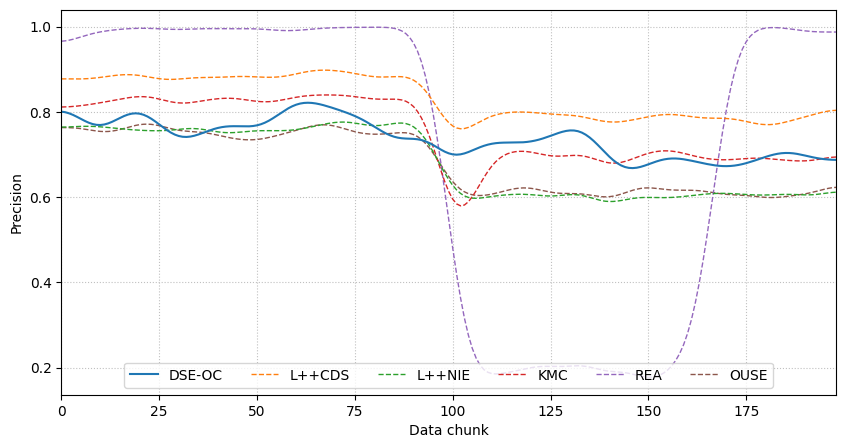 1.0
0.8
0.6
0.4
0.2
Precision
DSE-OC L++CDS L++NIE KMC REA OUSE
0 25 50 75 100 125 150 175
Data chunk